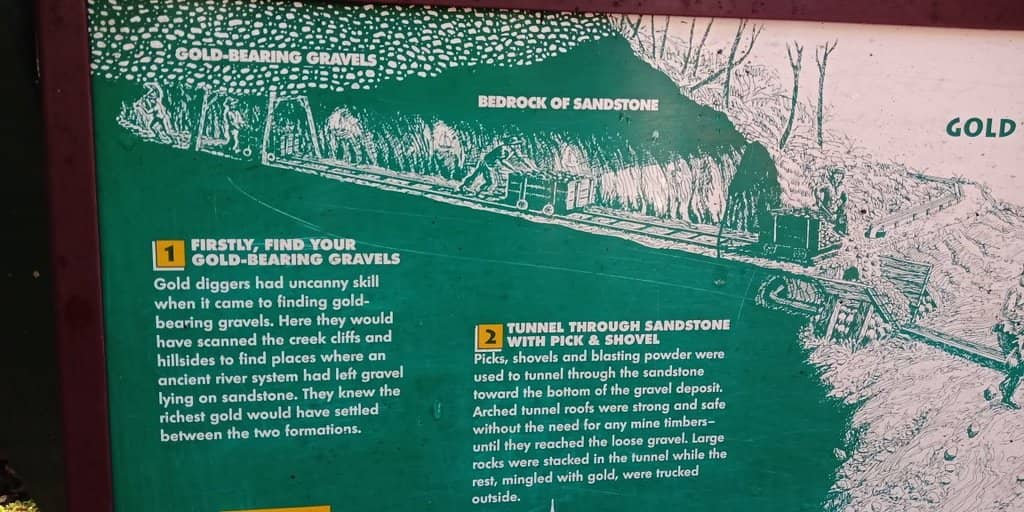 GOLD-BEARING GRAVELS
BEDROCK OF SANDSTONE
GOLD
1 FIRSTLY, FIND YOUR
GOLD-BEARING GRAVELS
Gold diggers had uncanny skill
when it came to finding gold-
bearing gravels. Here they would
have scanned the creek cliffs and
hillsides to find places where an
ancient river system had left gravel
lying on sandstone. They knew the
richest gold would have settled
between the two formations.
2 TUNNEL THROUGH SANDSTONE
WITH PICK & SHOVEL
Picks, shovels and blasting powder were
used to tunnel through the sandstone
toward the bottom of the gravel deposit.
Arched tunnel roofs were strong and safe
without the need for any mine timbers–
until they reached the loose gravel. Large
rocks were stacked in the tunnel while the
rest, mingled with gold, were trucked
outside.